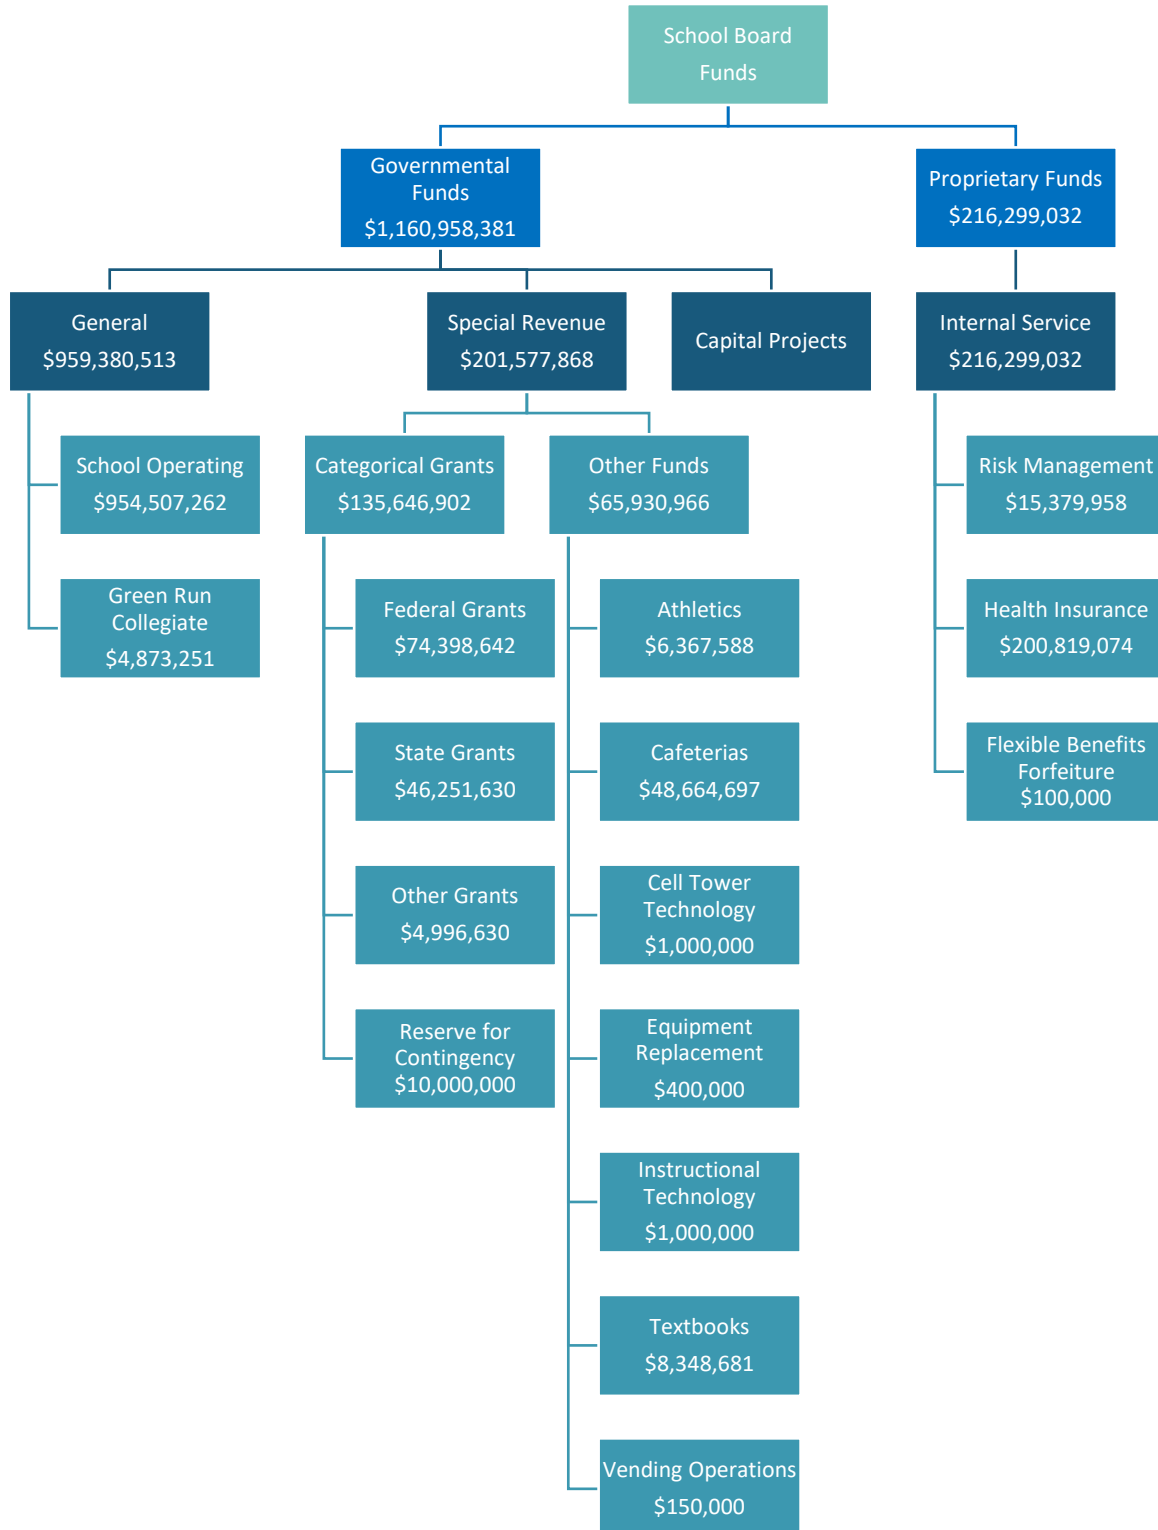 School Board
Funds
Governmental
Funds
$1,160,958,381
Proprietary Funds
$216,299,032
General
$959,380,513
Special Revenue
$201,577,868
Capital Projects
Internal Service
$216,299,032
School Operating
$954,507,262
Green Run
Collegiate
$4,873,251
Categorical Grants
$135,646,902
Federal Grants
$74,398,642
State Grants
$46,251,630
Other Grants
$4,996,630
Reserve for
Contingency
$10,000,000
Other Funds
$65,930,966
Athletics
$6,367,588
Cafeterias
$48,664,697
Cell Tower
Technology
$1,000,000
Equipment
Replacement
$400,000
Instructional
Technology
$1,000,000
Textbooks
$8,348,681
Vending Operations
$150,000
Risk Management
$15,379,958
Health Insurance
$200,819,074
Flexible Benefits
Forfeiture
$100,000